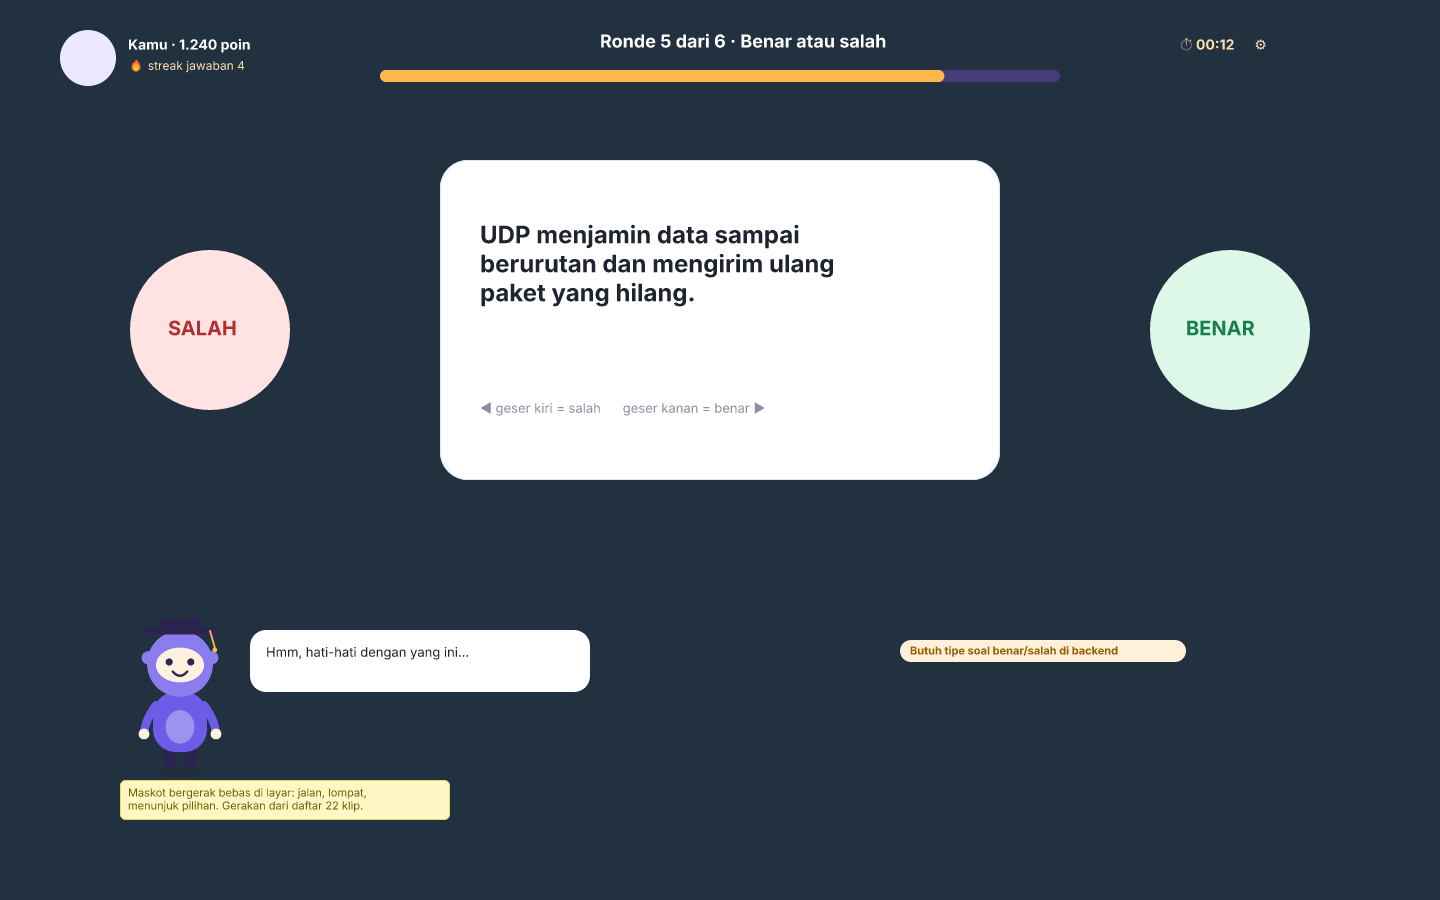 Kamu · 1.240 poin
🔥 streak jawaban 4
Ronde 5 dari 6 · Benar atau salah
⏱ 00:12 ⚙
UDP menjamin data sampai
berurutan dan mengirim ulang
paket yang hilang.
◀ geser kiri = salah geser kanan = benar ▶
SALAH
BENAR
Hmm, hati-hati dengan yang ini...
Butuh tipe soal benar/salah di backend
Maskot bergerak bebas di layar: jalan, lompat,
menunjuk pilihan. Gerakan dari daftar 22 klip.